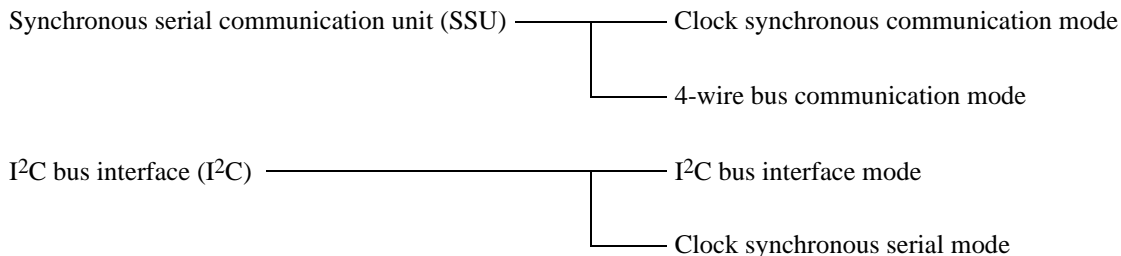 Synchronous serial communication unit (SSU) Clock synchronous communication mode
4-wire bus communication mode
I²C bus interface (I²C) I²C bus interface mode
Clock synchronous serial mode